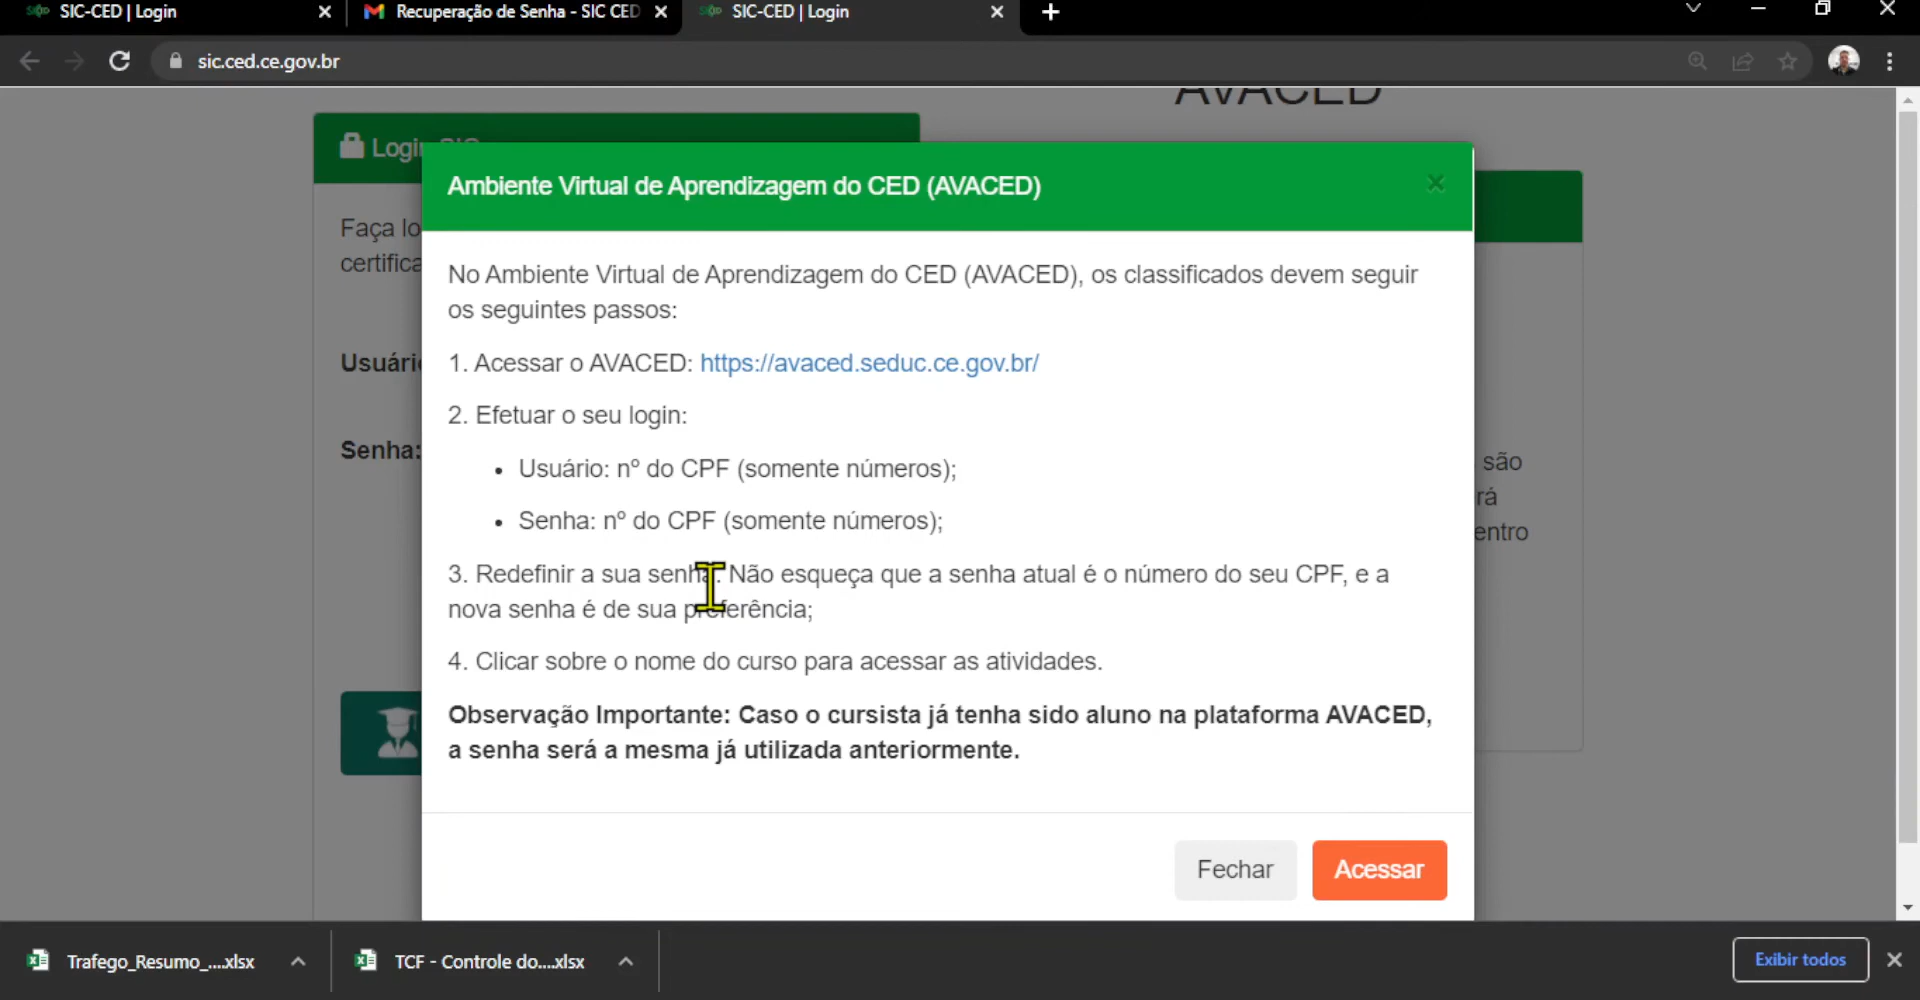 SIC-CED | Login
Recuperação de Senha - SIC CED
SIC-CED | Login
sic.ced.ce.gov.br
AVACED
Login SIC
Faça lo
certifica
Usuári
Senha:
Ambiente Virtual de Aprendizagem do CED (AVACED)
No Ambiente Virtual de Aprendizagem do CED (AVACED), os classificados devem seguir
os seguintes passos:
1. Acessar o AVACED: https://avaced.seduc.ce.gov.br/
2. Efetuar o seu login:
• Usuário: nº do CPF (somente números);
• Senha: nº do CPF (somente números);
3. Redefinir a sua senha. Não esqueça que a senha atual é o número do seu CPF, e a
nova senha é de sua preferência;
4. Clicar sobre o nome do curso para acessar as atividades.
Observação Importante: Caso o cursista já tenha sido aluno na plataforma AVACED,
a senha será a mesma já utilizada anteriormente.
são
rá
entro
Fechar
Acessar
Trafego_Resumo_....xlsx
TCF - Controle do....xlsx
Exibir todos